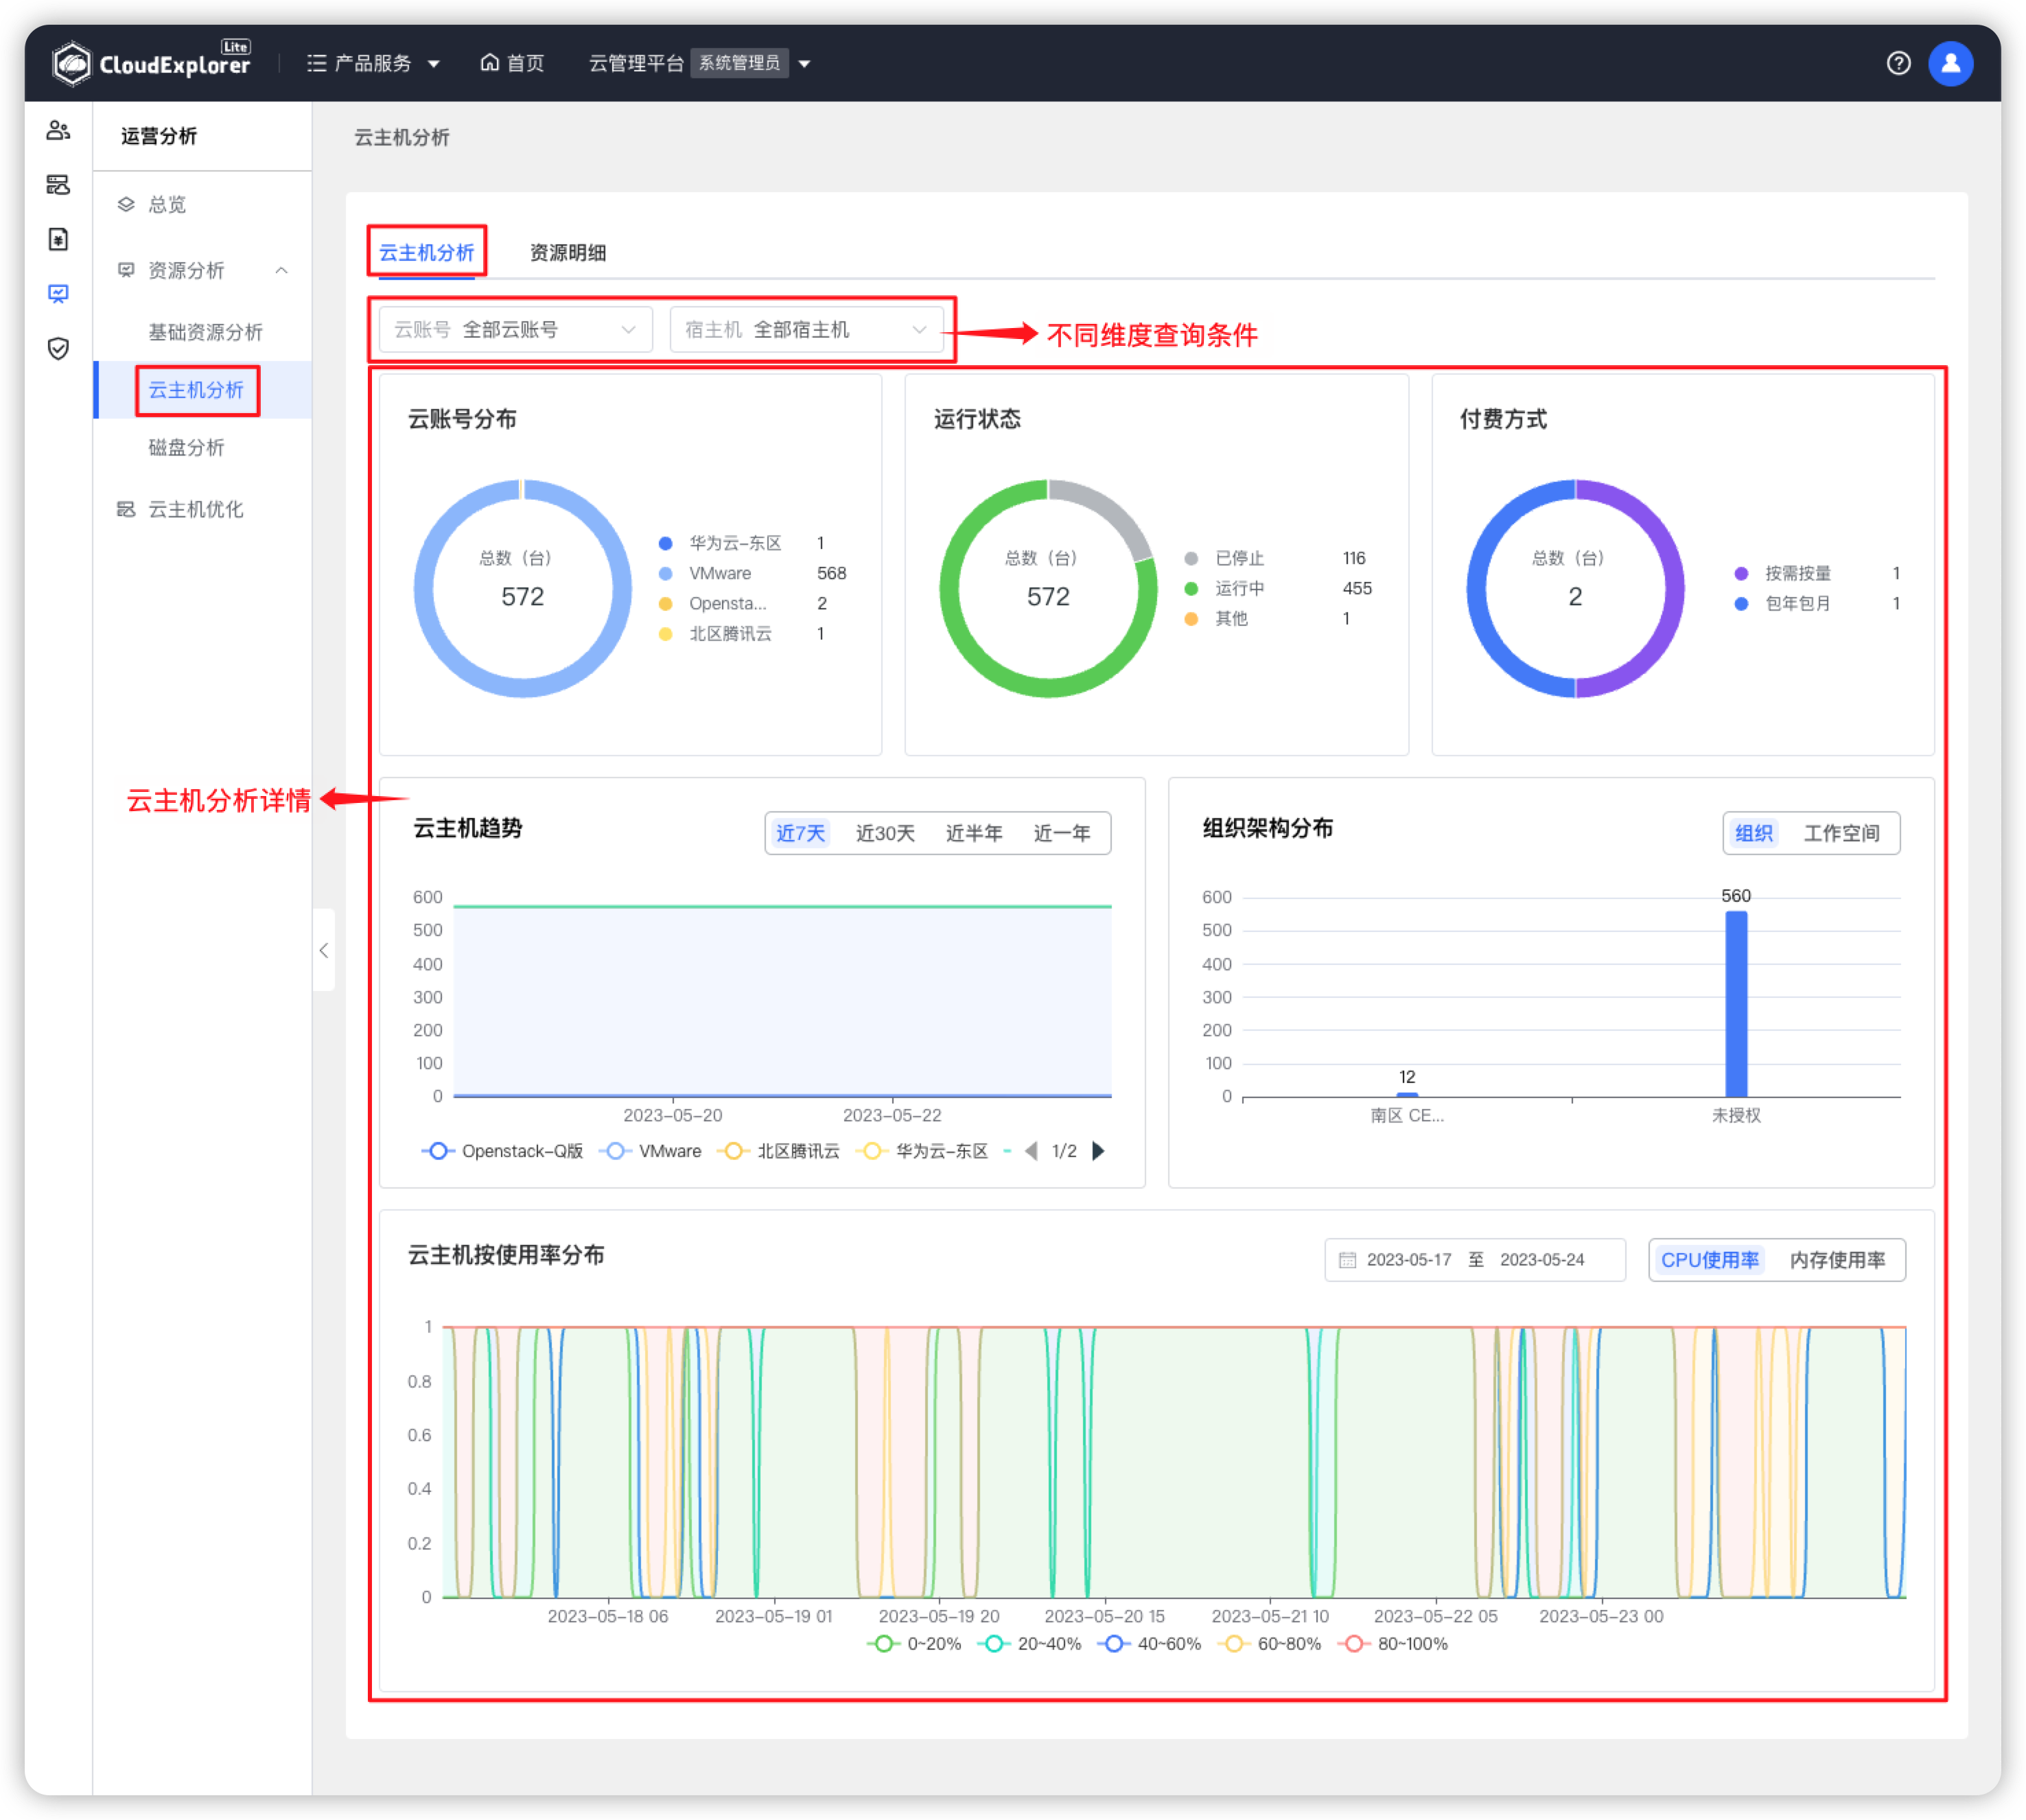 CloudExplorer Lite
产品服务
首页
云管理平台 系统管理员
运营分析
总览
资源分析
基础资源分析
云主机分析
磁盘分析
云主机优化
云主机分析
云主机分析 资源明细
云账号 全部云账号
宿主机 全部宿主机
不同维度查询条件
云主机分析详情
云账号分布
总数（台）
572
华为云-东区 1
VMware 568
Opensta... 2
北区腾讯云 1
运行状态
总数（台）
572
已停止 116
运行中 455
其他 1
付费方式
总数（台）
2
按需按量 1
包年包月 1
云主机趋势
近7天 近30天 近半年 近一年
600
500
400
300
200
100
0
2023-05-20 2023-05-22
Openstack-Q版 VMware 北区腾讯云 华为云-东区 1/2
组织架构分布
组织 工作空间
600
500
400
300
200
100
0
12
560
南区 CE... 未授权
云主机按使用率分布
2023-05-17 至 2023-05-24
CPU使用率 内存使用率
1
0.8
0.6
0.4
0.2
0
2023-05-18 06 2023-05-19 01 2023-05-19 20 2023-05-20 15 2023-05-21 10 2023-05-22 05 2023-05-23 00
0~20% 20~40% 40~60% 60~80% 80~100%